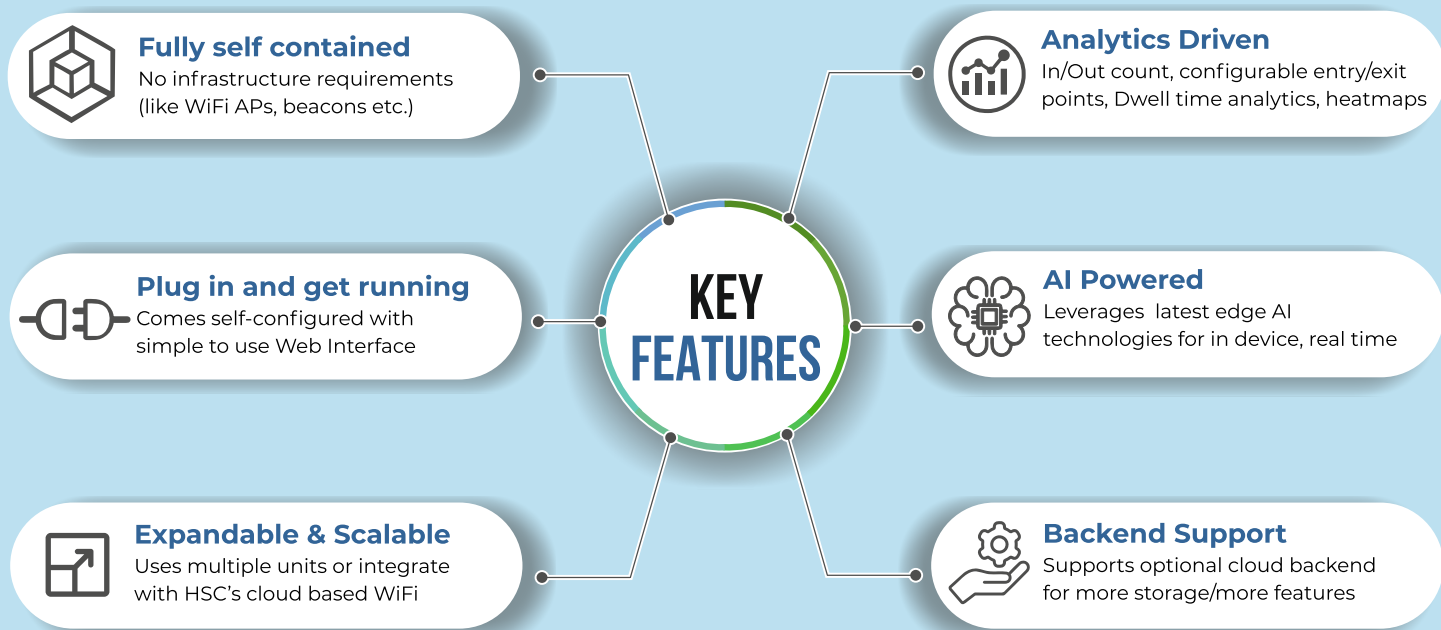 Fully self contained
No infrastructure requirements
(like WiFi APs, beacons etc.)
Analytics Driven
In/Out count, configurable entry/exit
points, Dwell time analytics, heatmaps
Plug in and get running
Comes self-configured with
simple to use Web Interface
KEY
FEATURES
AI Powered
Leverages latest edge AI
technologies for in device, real time
Expandable & Scalable
Uses multiple units or integrate
with HSC's cloud based WiFi
Backend Support
Supports optional cloud backend
for more storage/more features